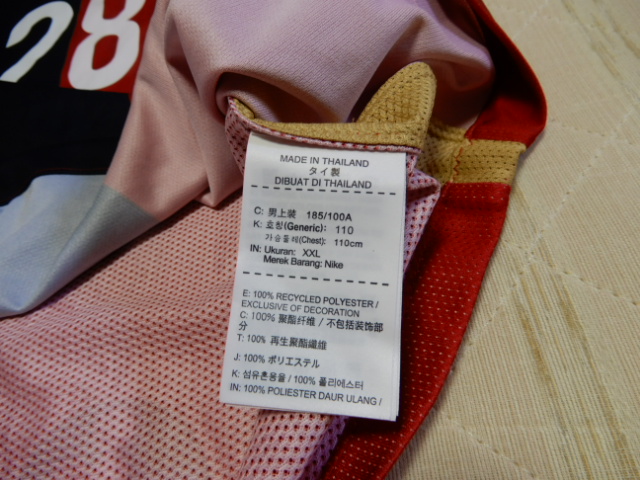 28
MADE IN THAILAND
タイ製
DIBUAT DI THAILAND
C: 男上装 185/100A
K: 호칭(Generic): 110
가슴둘레(Chest): 110cm
IN: Ukuran: XXL
Merek Barang: Nike
E: 100% RECYCLED POLYESTER /
EXCLUSIVE OF DECORATION
C: 100% 聚酯纤维 / 不包括装饰部
分
T: 100% 再生聚酯纖維
J: 100% ポリエステル
K: 섬유혼용율 / 100% 폴리에스터
IN: 100% POLIESTER DAUR ULANG /